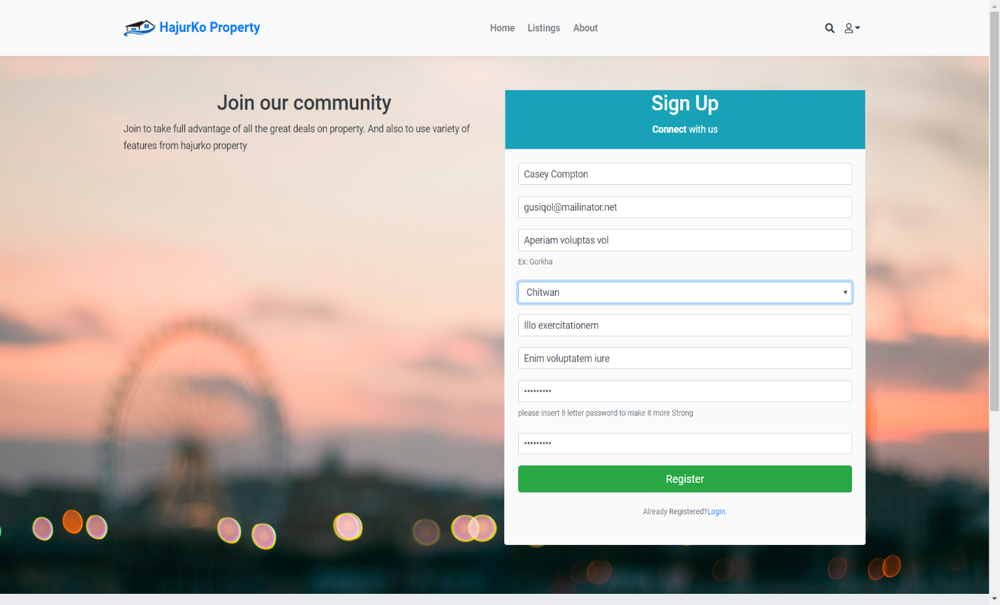 HajurKo Property
Home Listings About
Join our community
Join to take full advantage of all the great deals on property. And also to use variety of
features from hajurko property
Sign Up
Connect with us
Casey Compton
gusiqol@mailinator.net
Aperiam voluptas vol
Ex: Gorkha
Chitwan
Illo exercitationem
Enim voluptatem iure
•••••••••
please insert 8 letter password to make it more Strong
•••••••••
Register
Already Registered?Login.